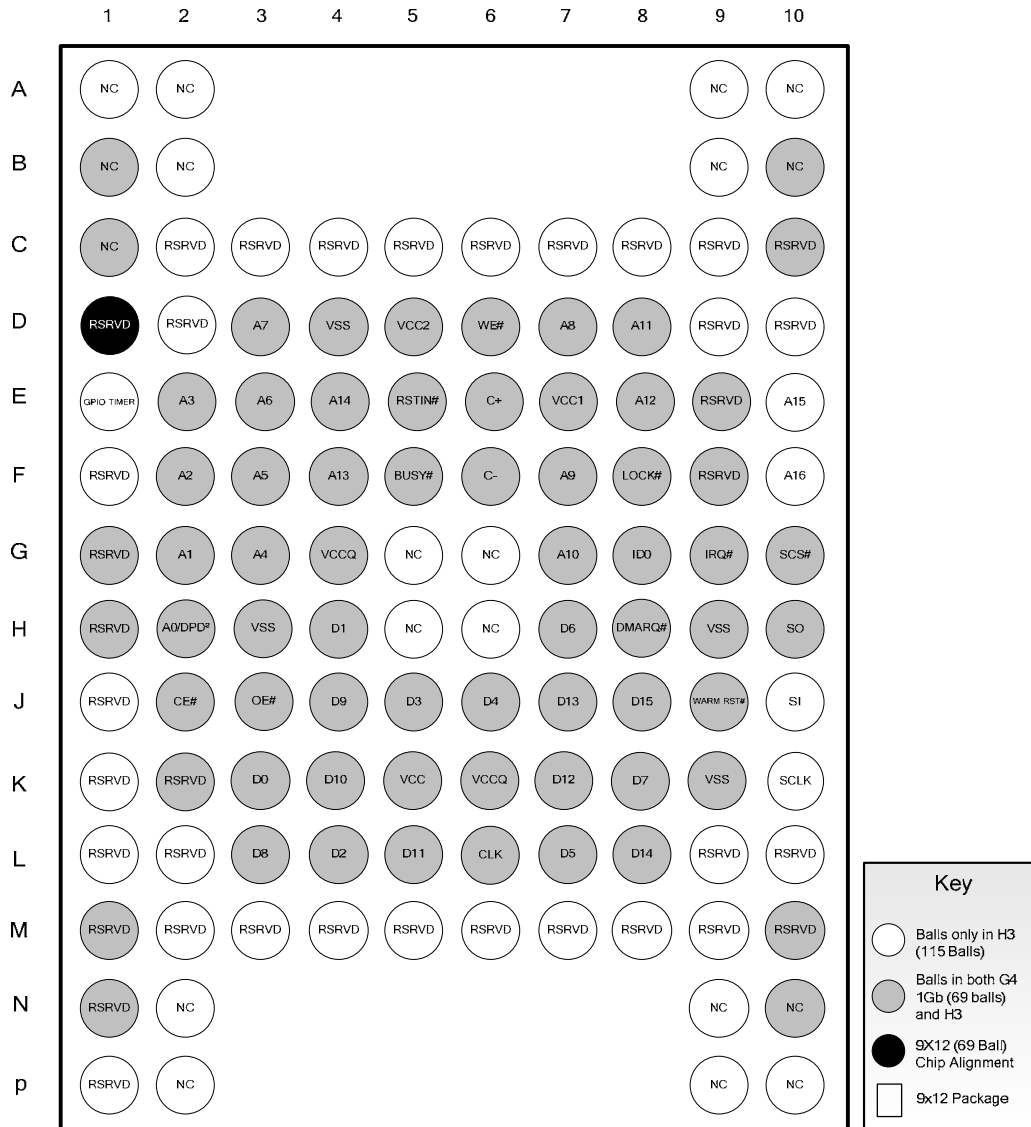 1 2 3 4 5 6 7 8 9 10
A NC NC NC NC
B NC NC NC NC
C NC RSRVD RSRVD RSRVD RSRVD RSRVD RSRVD RSRVD RSRVD RSRVD
D RSRVD RSRVD A7 VSS VCC2 WE# A8 A11 RSRVD RSRVD
E GPIO TIMER A3 A6 A14 RSTIN# C+ VCC1 A12 RSRVD A15
F RSRVD A2 A5 A13 BUSY# C- A9 LOCK# RSRVD A16
G RSRVD A1 A4 VCCQ NC NC A10 ID0 IRQ# SCS#
H RSRVD A0/DPD² VSS D1 NC NC D6 DMARQ# VSS SO
J RSRVD CE# OE# D9 D3 D4 D13 D15 WARM RST# SI
K RSRVD RSRVD D0 D10 VCC VCCQ D12 D7 VSS SCLK
L RSRVD RSRVD D8 D2 D11 CLK D5 D14 RSRVD RSRVD
M RSRVD RSRVD RSRVD RSRVD RSRVD RSRVD RSRVD RSRVD RSRVD RSRVD
N RSRVD NC NC NC
p RSRVD NC NC NC
Key
Balls only in H3
(115 Balls)
Balls in both G4
1Gb (69 balls)
and H3
9X12 (69 Ball)
Chip Alignment
9x12 Package